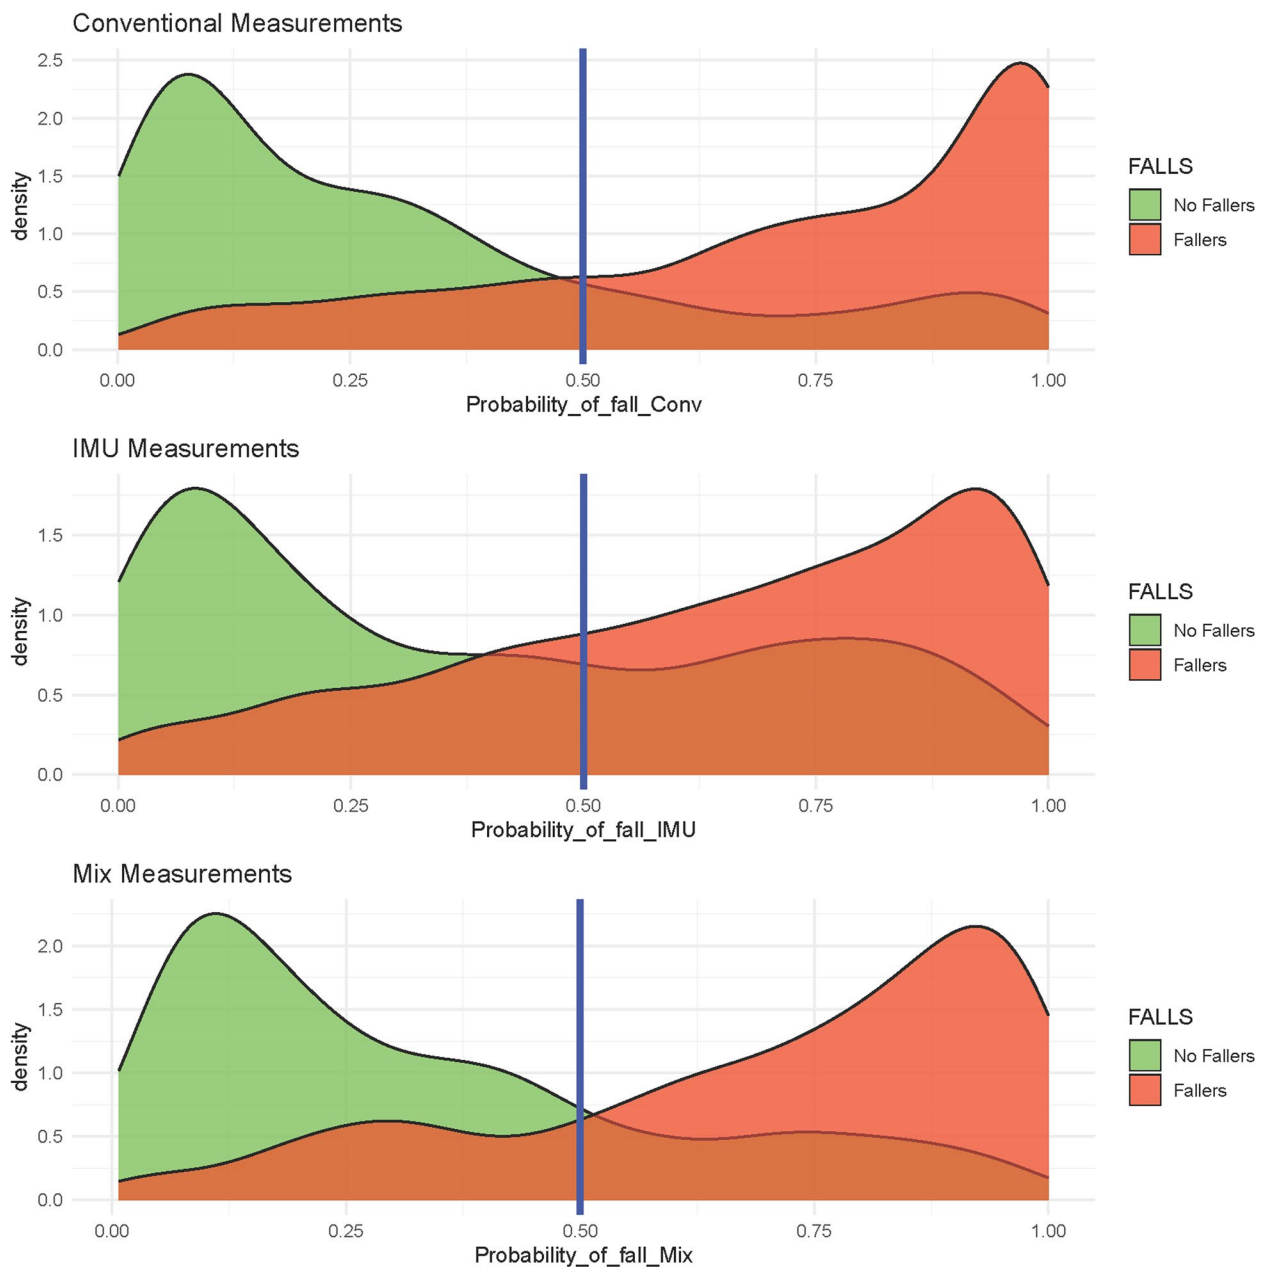 Conventional Measurements
2.5
2.0
1.5
1.0
0.5
0.0
density
0.00 0.25 0.50 0.75 1.00
Probability_of_fall_Conv
FALLS
No Fallers
Fallers
IMU Measurements
1.5
1.0
0.5
0.0
density
0.00 0.25 0.50 0.75 1.00
Probability_of_fall_IMU
FALLS
No Fallers
Fallers
Mix Measurements
2.0
1.5
1.0
0.5
0.0
density
0.00 0.25 0.50 0.75 1.00
Probability_of_fall_Mix
FALLS
No Fallers
Fallers